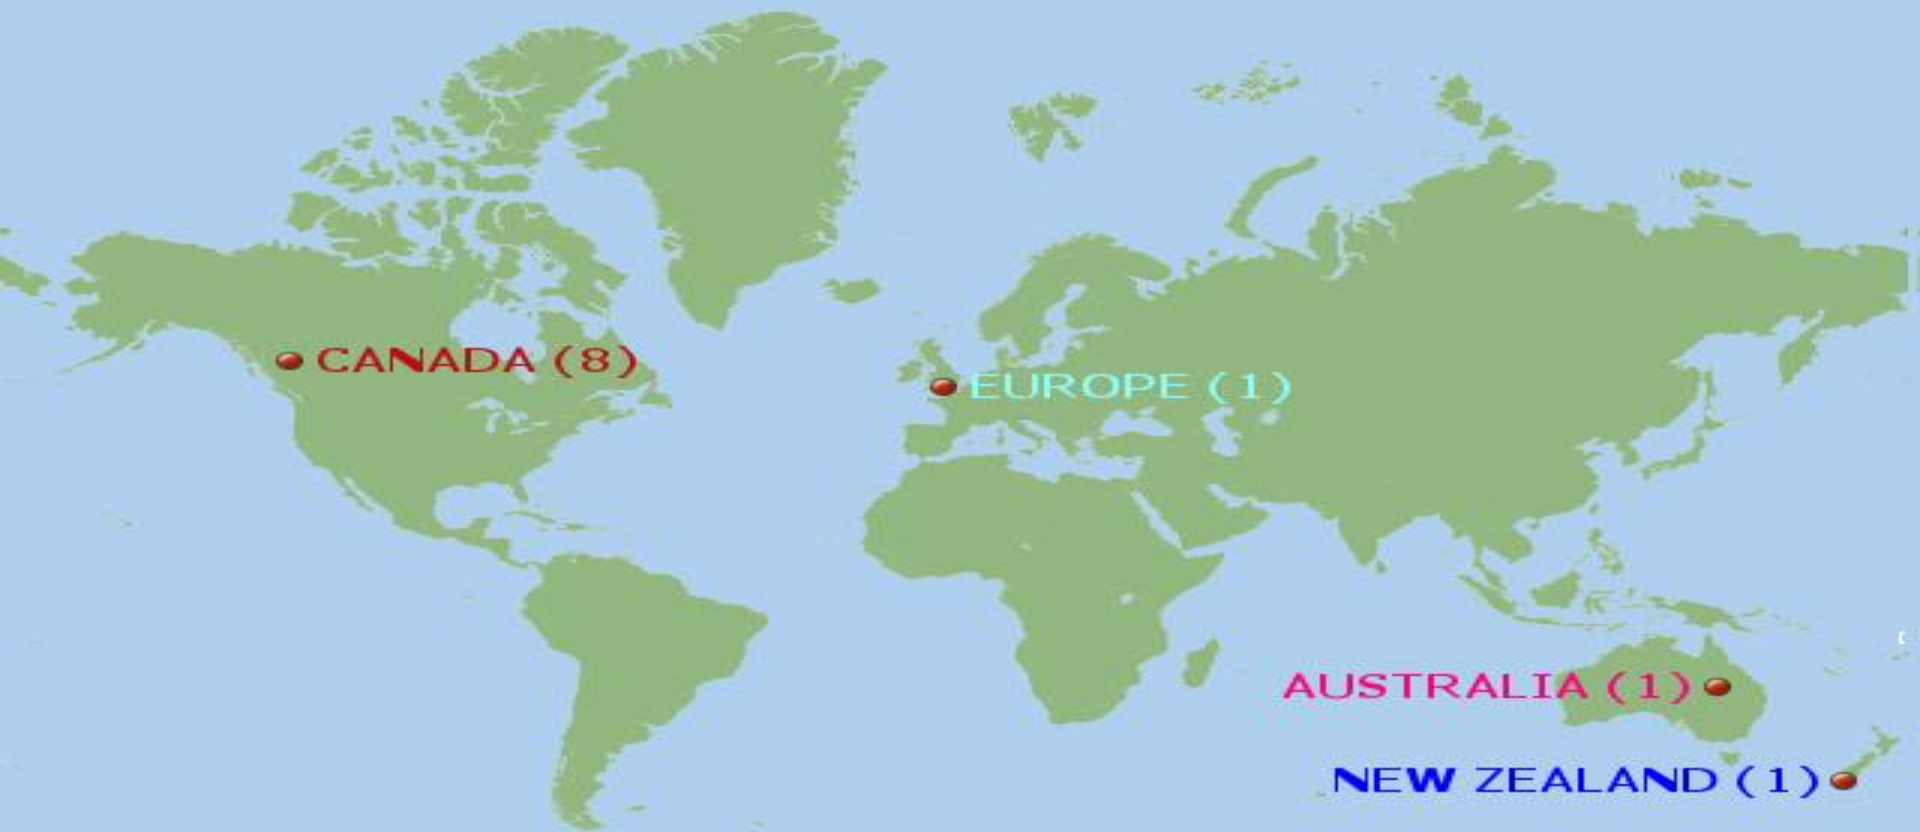 CANADA (8)
EUROPE (1)
AUSTRALIA (1)
NEW ZEALAND (1)